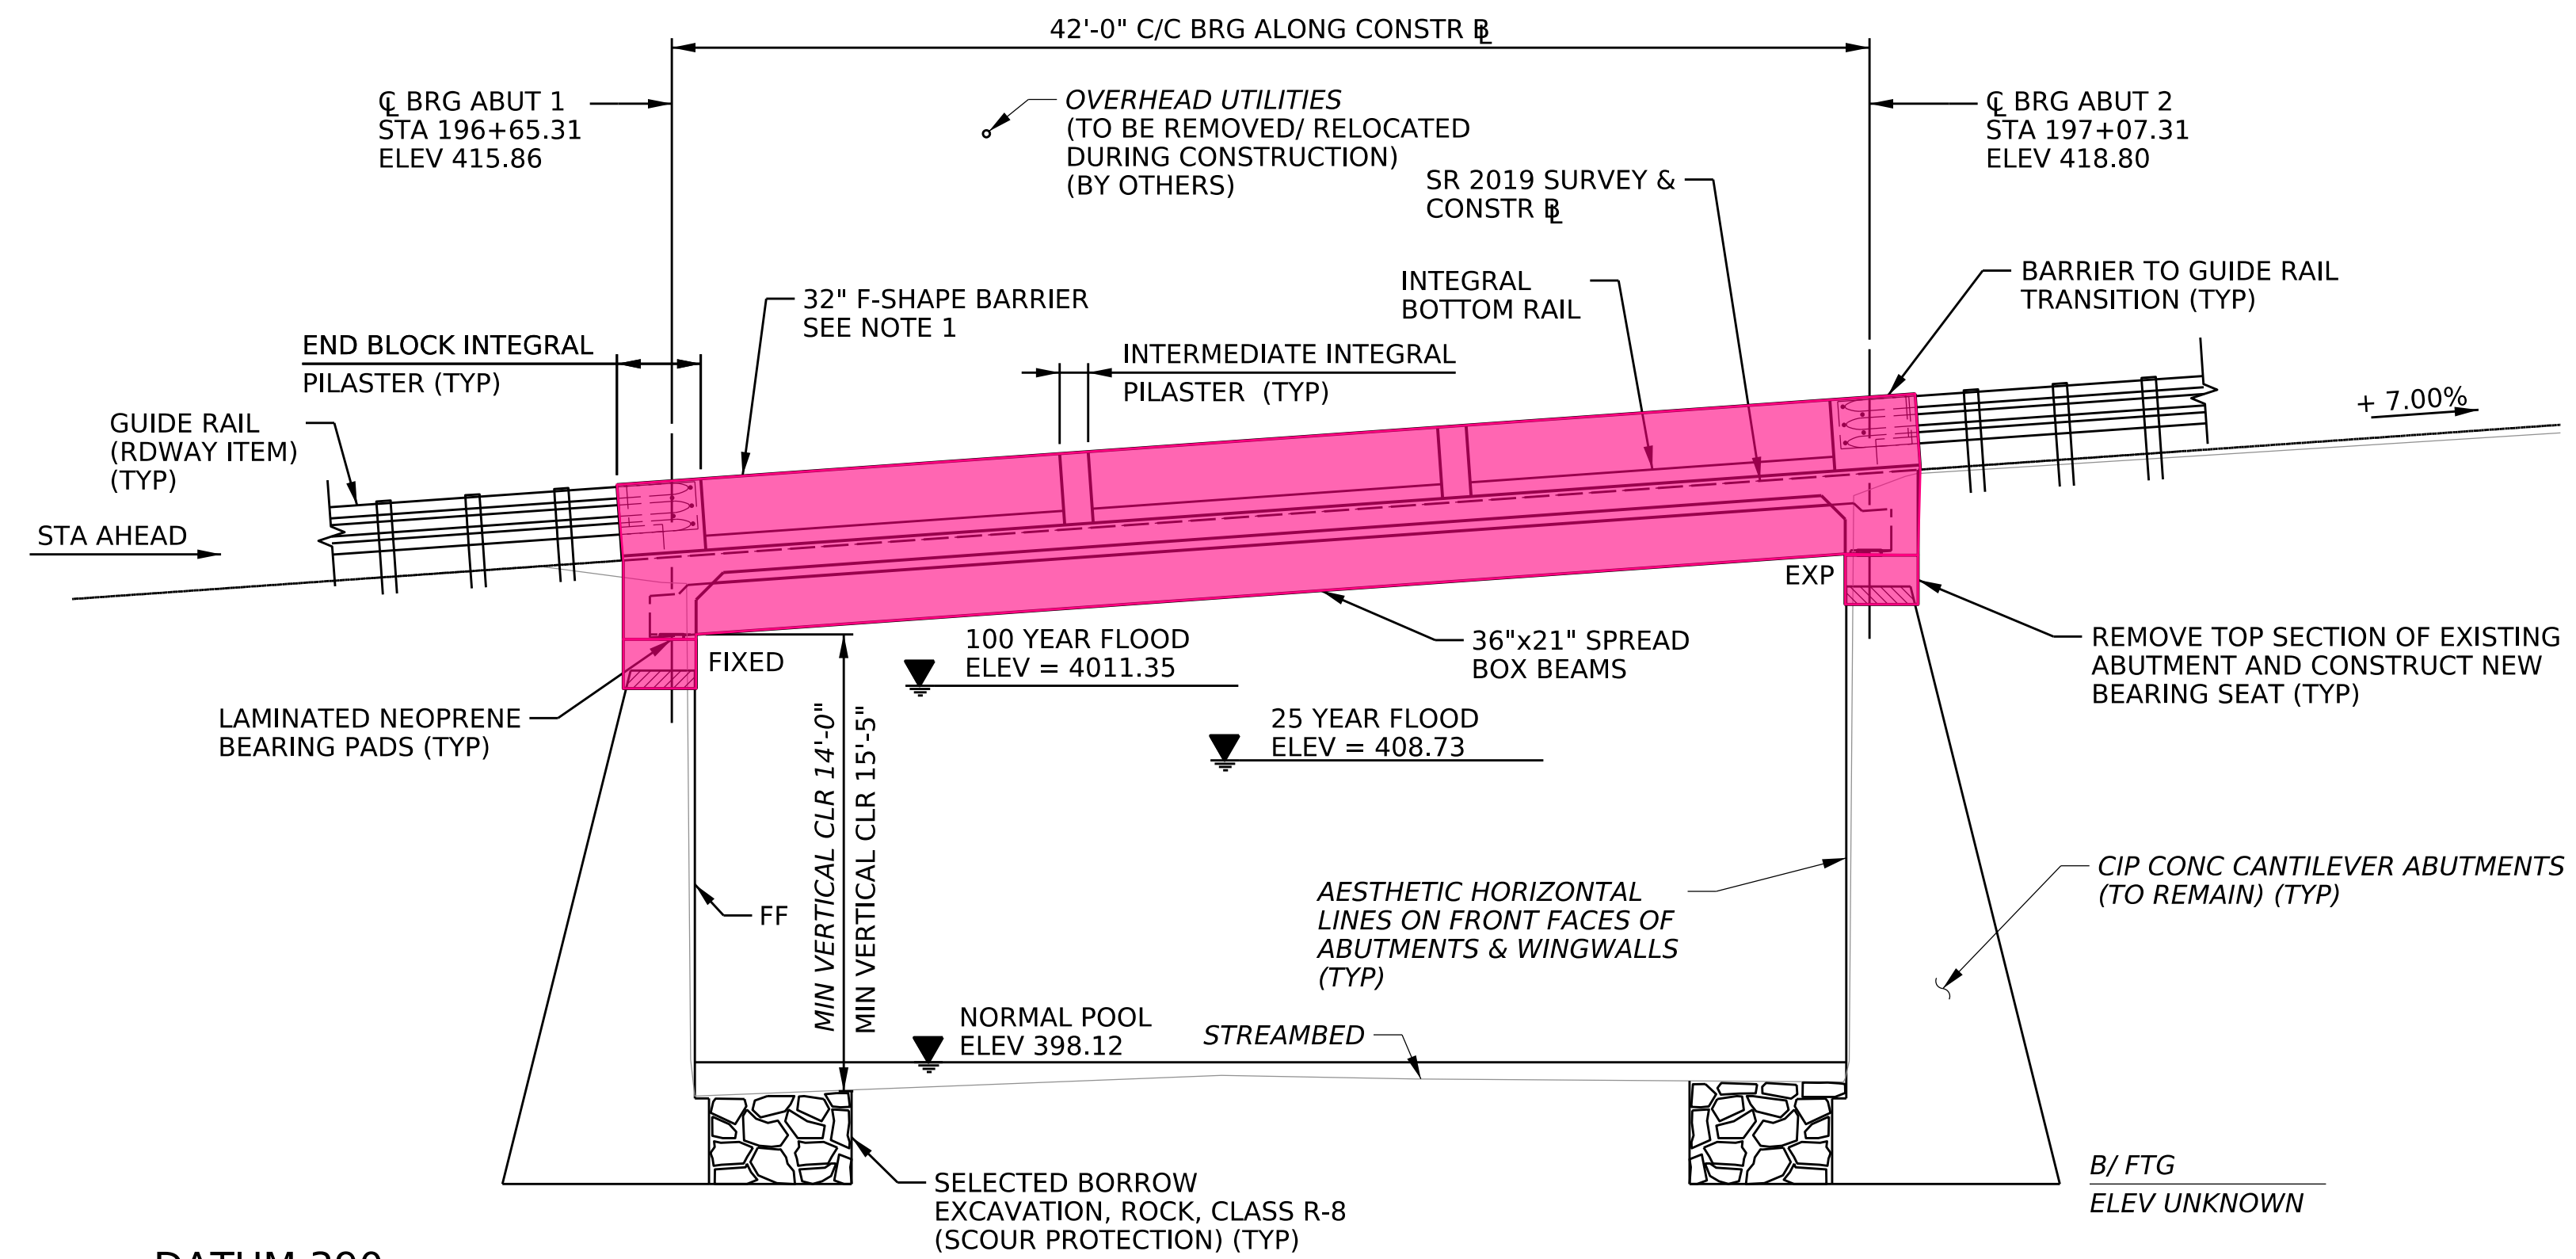 42'-0" C/C BRG ALONG CONSTR ⅊
℄ BRG ABUT 1
STA 196+65.31
ELEV 415.86
OVERHEAD UTILITIES
(TO BE REMOVED/ RELOCATED
DURING CONSTRUCTION)
(BY OTHERS)
℄ BRG ABUT 2
STA 197+07.31
ELEV 418.80
SR 2019 SURVEY &
CONSTR ⅊
32" F-SHAPE BARRIER
SEE NOTE 1
INTEGRAL
BOTTOM RAIL
BARRIER TO GUIDE RAIL
TRANSITION (TYP)
END BLOCK INTEGRAL
PILASTER (TYP)
INTERMEDIATE INTEGRAL
PILASTER (TYP)
GUIDE RAIL
(RDWAY ITEM)
(TYP)
+ 7.00%
STA AHEAD
EXP
FIXED
100 YEAR FLOOD
ELEV = 4011.35
36"x21" SPREAD
BOX BEAMS
REMOVE TOP SECTION OF EXISTING
ABUTMENT AND CONSTRUCT NEW
BEARING SEAT (TYP)
LAMINATED NEOPRENE
BEARING PADS (TYP)
25 YEAR FLOOD
ELEV = 408.73
MIN VERTICAL CLR 14'-0"
MIN VERTICAL CLR 15'-5"
FF
AESTHETIC HORIZONTAL
LINES ON FRONT FACES OF
ABUTMENTS & WINGWALLS
(TYP)
CIP CONC CANTILEVER ABUTMENTS
(TO REMAIN) (TYP)
NORMAL POOL
ELEV 398.12
STREAMBED
SELECTED BORROW
EXCAVATION, ROCK, CLASS R-8
(SCOUR PROTECTION) (TYP)
B/ FTG
ELEV UNKNOWN